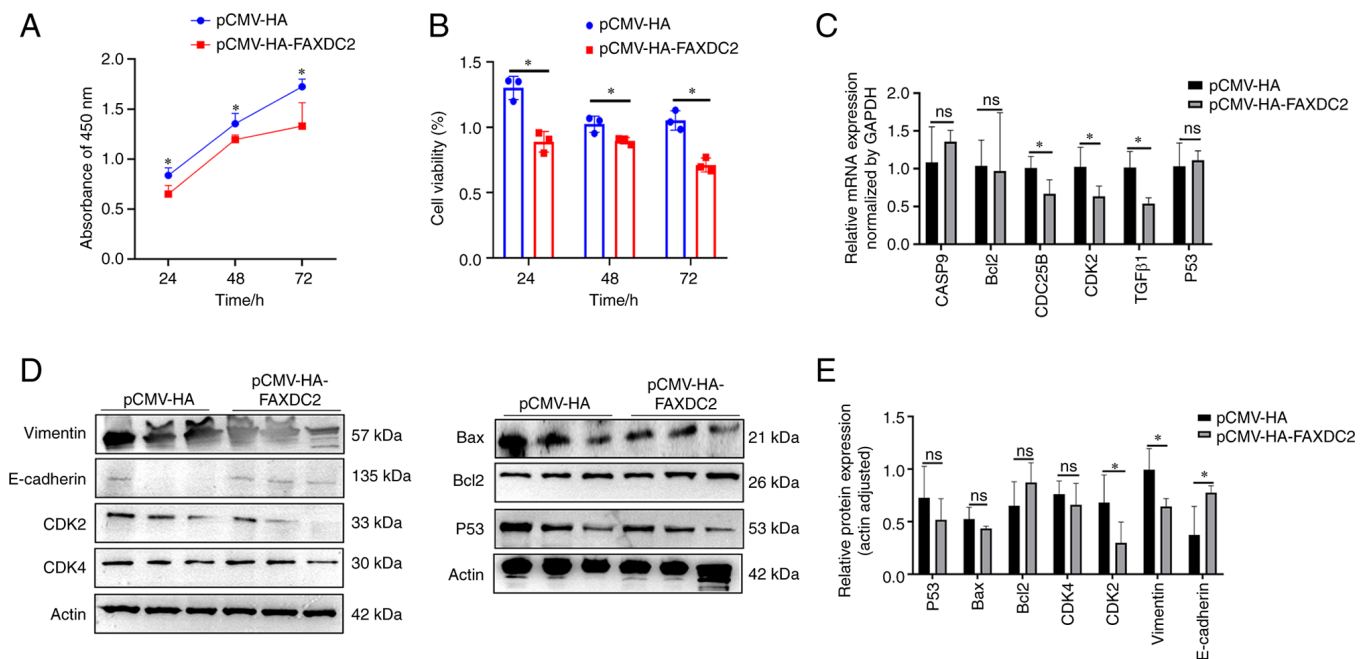 A
pCMV-HA
pCMV-HA-FAXDC2
Absorbance of 450 nm
2.0
1.5
1.0
0.5
0.0
*
*
*
24
48
72
Time/h
B
pCMV-HA
pCMV-HA-FAXDC2
Cell viability (%)
1.5
1.0
0.5
0.0
*
*
*
24
48
72
Time/h
C
pCMV-HA
pCMV-HA-FAXDC2
Relative mRNA expression
normalized by GAPDH
2.0
1.5
1.0
0.5
0.0
ns
ns
*
*
*
ns
CASP9
Bcl2
CDC25B
CDK2
TGFβ1
P53
D
pCMV-HA
pCMV-HA-
FAXDC2
Vimentin
57 kDa
E-cadherin
135 kDa
CDK2
33 kDa
CDK4
30 kDa
Actin
42 kDa
pCMV-HA
pCMV-HA-
FAXDC2
Bax
21 kDa
Bcl2
26 kDa
P53
53 kDa
Actin
42 kDa
E
pCMV-HA
pCMV-HA-FAXDC2
Relative protein expression
(actin adjusted)
1.5
1.0
0.5
0.0
ns
ns
ns
ns
*
*
*
P53
Bax
Bcl2
CDK4
CDK2
Vimentin
E-cadherin